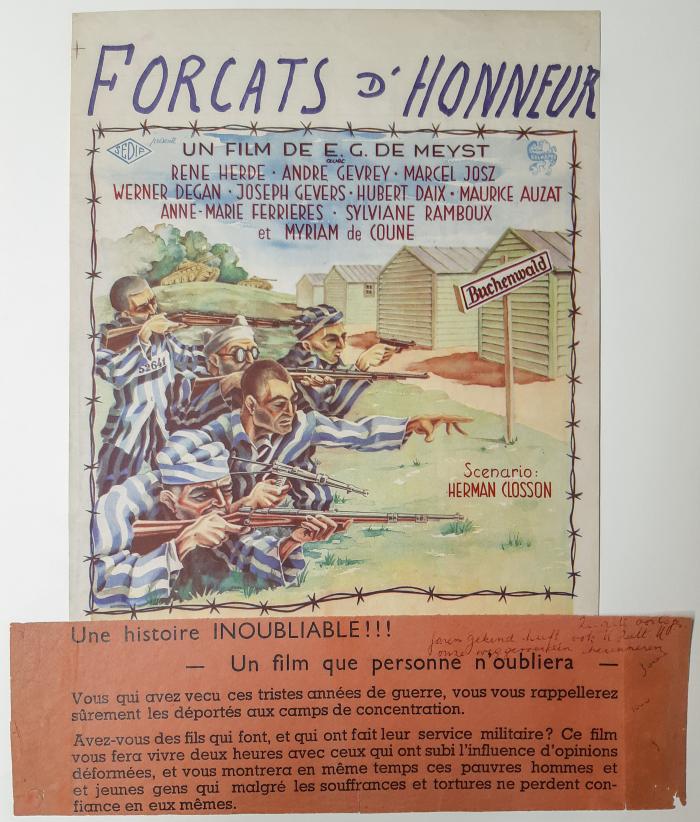 FORCATS D'HONNEUR
SEDIP présente
UN FILM DE E. G. DE MEYST
avec
RENE HERDE · ANDRE GEVREY · MARCEL JOSZ
WERNER DEGAN · JOSEPH GEVERS · HUBERT DAIX · MAURICE AUZAT
ANNE-MARIE FERRIERES · SYLVIANE RAMBOUX
et MYRIAM de COUNE
Buchenwald
52641
Scenario:
HERMAN CLOSSON
Une histoire INOUBLIABLE!!!
— Un film que personne n'oubliera —
Vous qui avez vecu ces tristes années de guerre, vous vous rappellerez
sûrement les déportés aux camps de concentration.
Avez-vous des fils qui font, et qui ont fait leur service militaire? Ce film
vous fera vivre deux heures avec ceux qui ont subi l'influence d'opinions
déformées, et vous montrera en même temps ces pauvres hommes et
et jeunes gens qui malgré les souffrances et tortures ne perdent con-
fiance en eux mêmes.